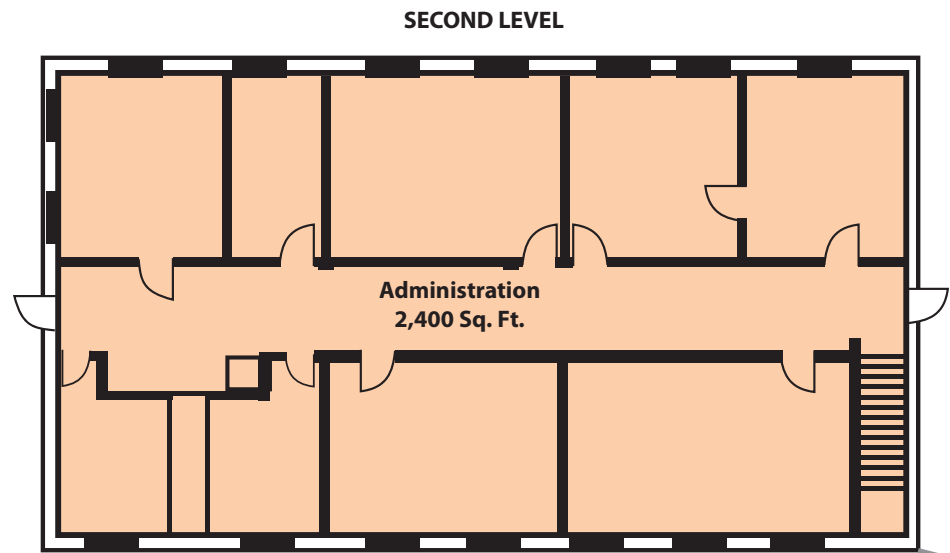 SECOND LEVEL
Administration
2,400 Sq. Ft.